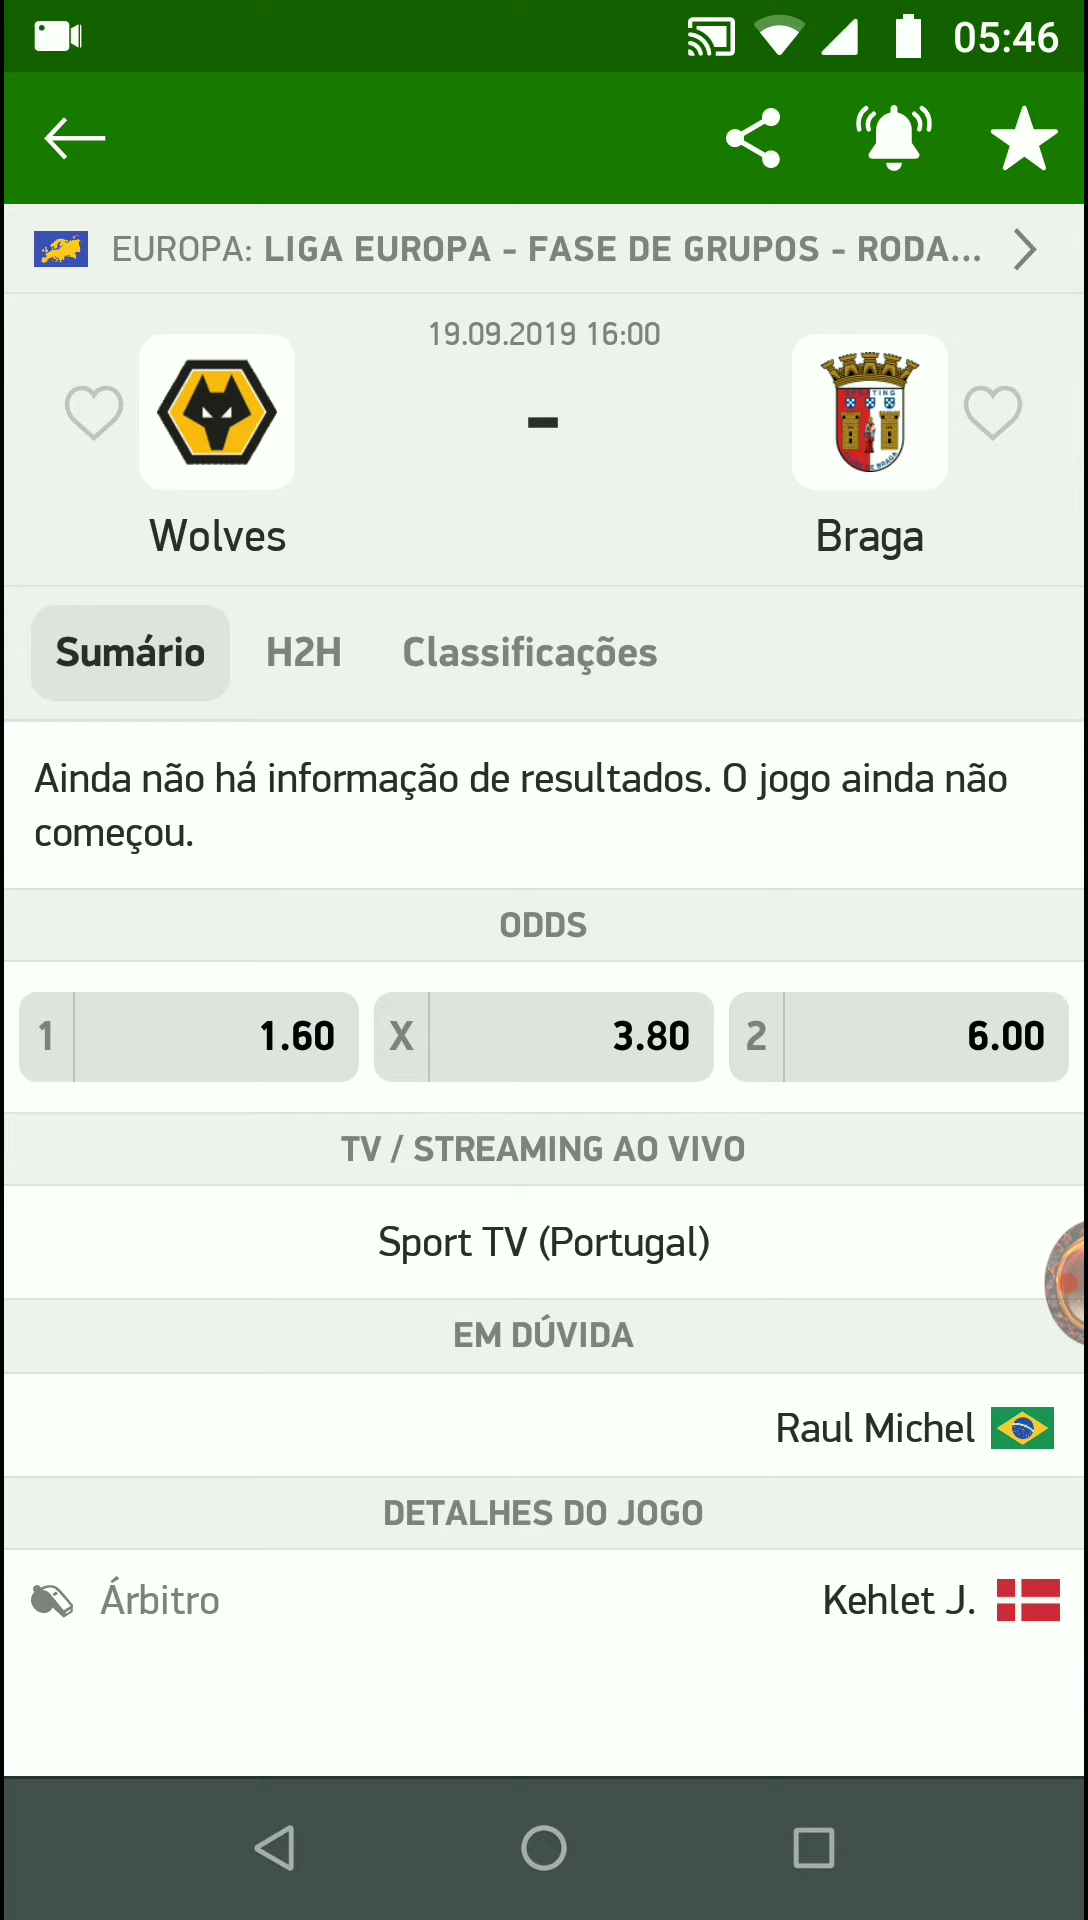 05:46
EUROPA: LIGA EUROPA - FASE DE GRUPOS - RODA...
19.09.2019 16:00
-
Wolves
Braga
Sumário H2H Classificações
Ainda não há informação de resultados. O jogo ainda não
começou.
ODDS
1 1.60 X 3.80 2 6.00
TV / STREAMING AO VIVO
Sport TV (Portugal)
EM DÚVIDA
Raul Michel
DETALHES DO JOGO
Árbitro Kehlet J.